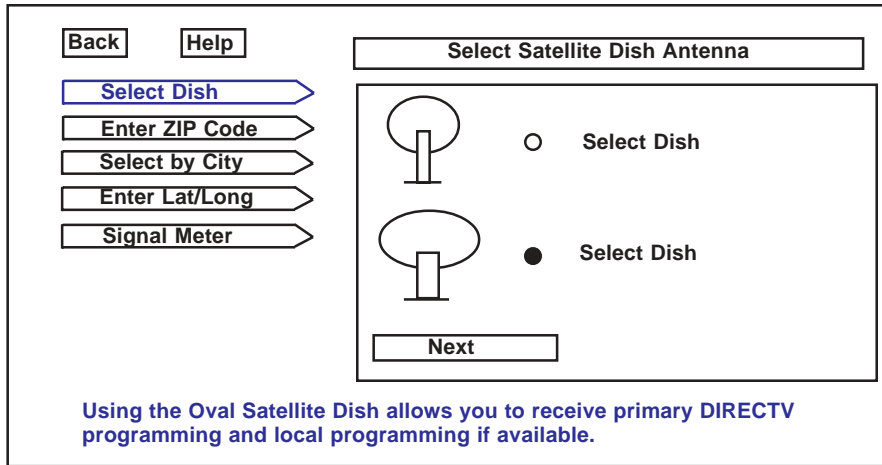 Back
Help
Select Satellite Dish Antenna
Select Dish
Enter ZIP Code
Select by City
Enter Lat/Long
Signal Meter
Select Dish
Select Dish
Next
Using the Oval Satellite Dish allows you to receive primary DIRECTV
programming and local programming if available.